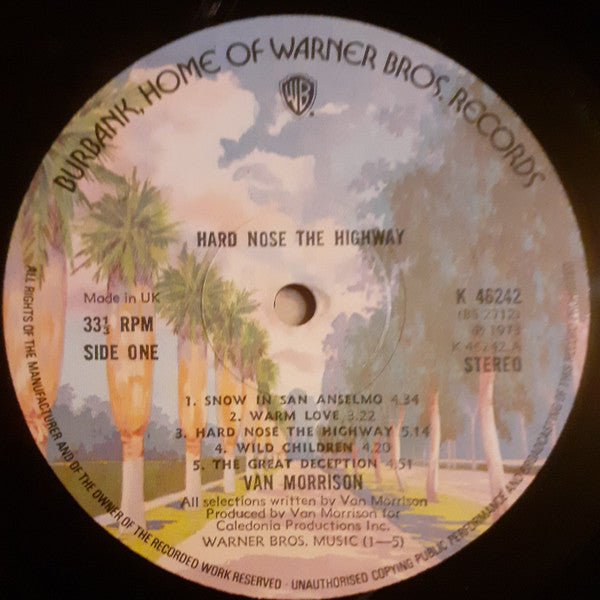 BURBANK, HOME OF WARNER BROS. RECORDS
WB
HARD NOSE THE HIGHWAY
Made in UK
33⅓ RPM
SIDE ONE
K 46242
(BS 2712)
℗ 1973
K 46242 A
STEREO
1. SNOW IN SAN ANSELMO 4.34
2. WARM LOVE 3.22
3. HARD NOSE THE HIGHWAY 5.14
4. WILD CHILDREN 4.20
5. THE GREAT DECEPTION 4.51
VAN MORRISON
All selections written by Van Morrison
Produced by Van Morrison for
Caledonia Productions Inc.
WARNER BROS. MUSIC (1—5)
ALL RIGHTS OF THE MANUFACTURER AND OF THE OWNER OF THE RECORDED WORK RESERVED · UNAUTHORISED COPYING PUBLIC PERFORMANCE AND BROADCASTING OF THIS RECORD